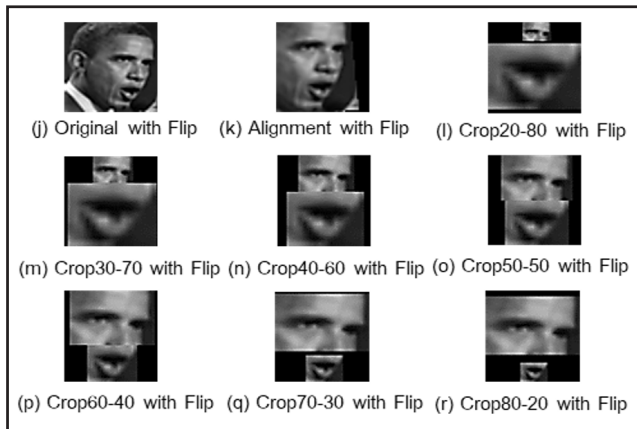 (j) Original with Flip
(k) Alignment with Flip
(l) Crop20-80 with Flip
(m) Crop30-70 with Flip
(n) Crop40-60 with Flip
(o) Crop50-50 with Flip
(p) Crop60-40 with Flip
(q) Crop70-30 with Flip
(r) Crop80-20 with Flip